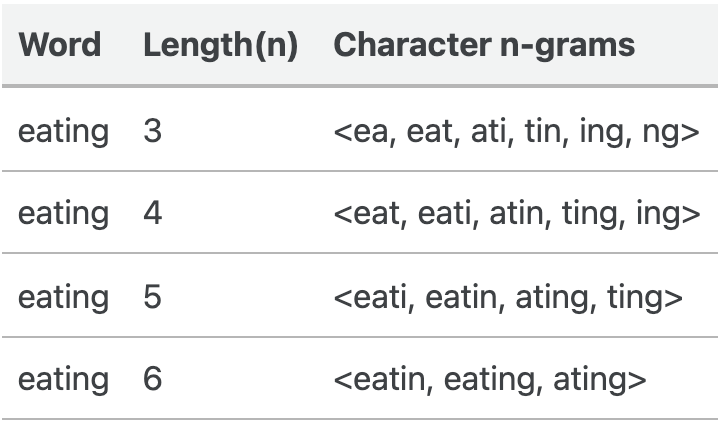 Word Length(n) Character n-grams
eating 3 <ea, eat, ati, tin, ing, ng>
eating 4 <eat, eati, atin, ting, ing>
eating 5 <eati, eatin, ating, ting>
eating 6 <eatin, eating, ating>